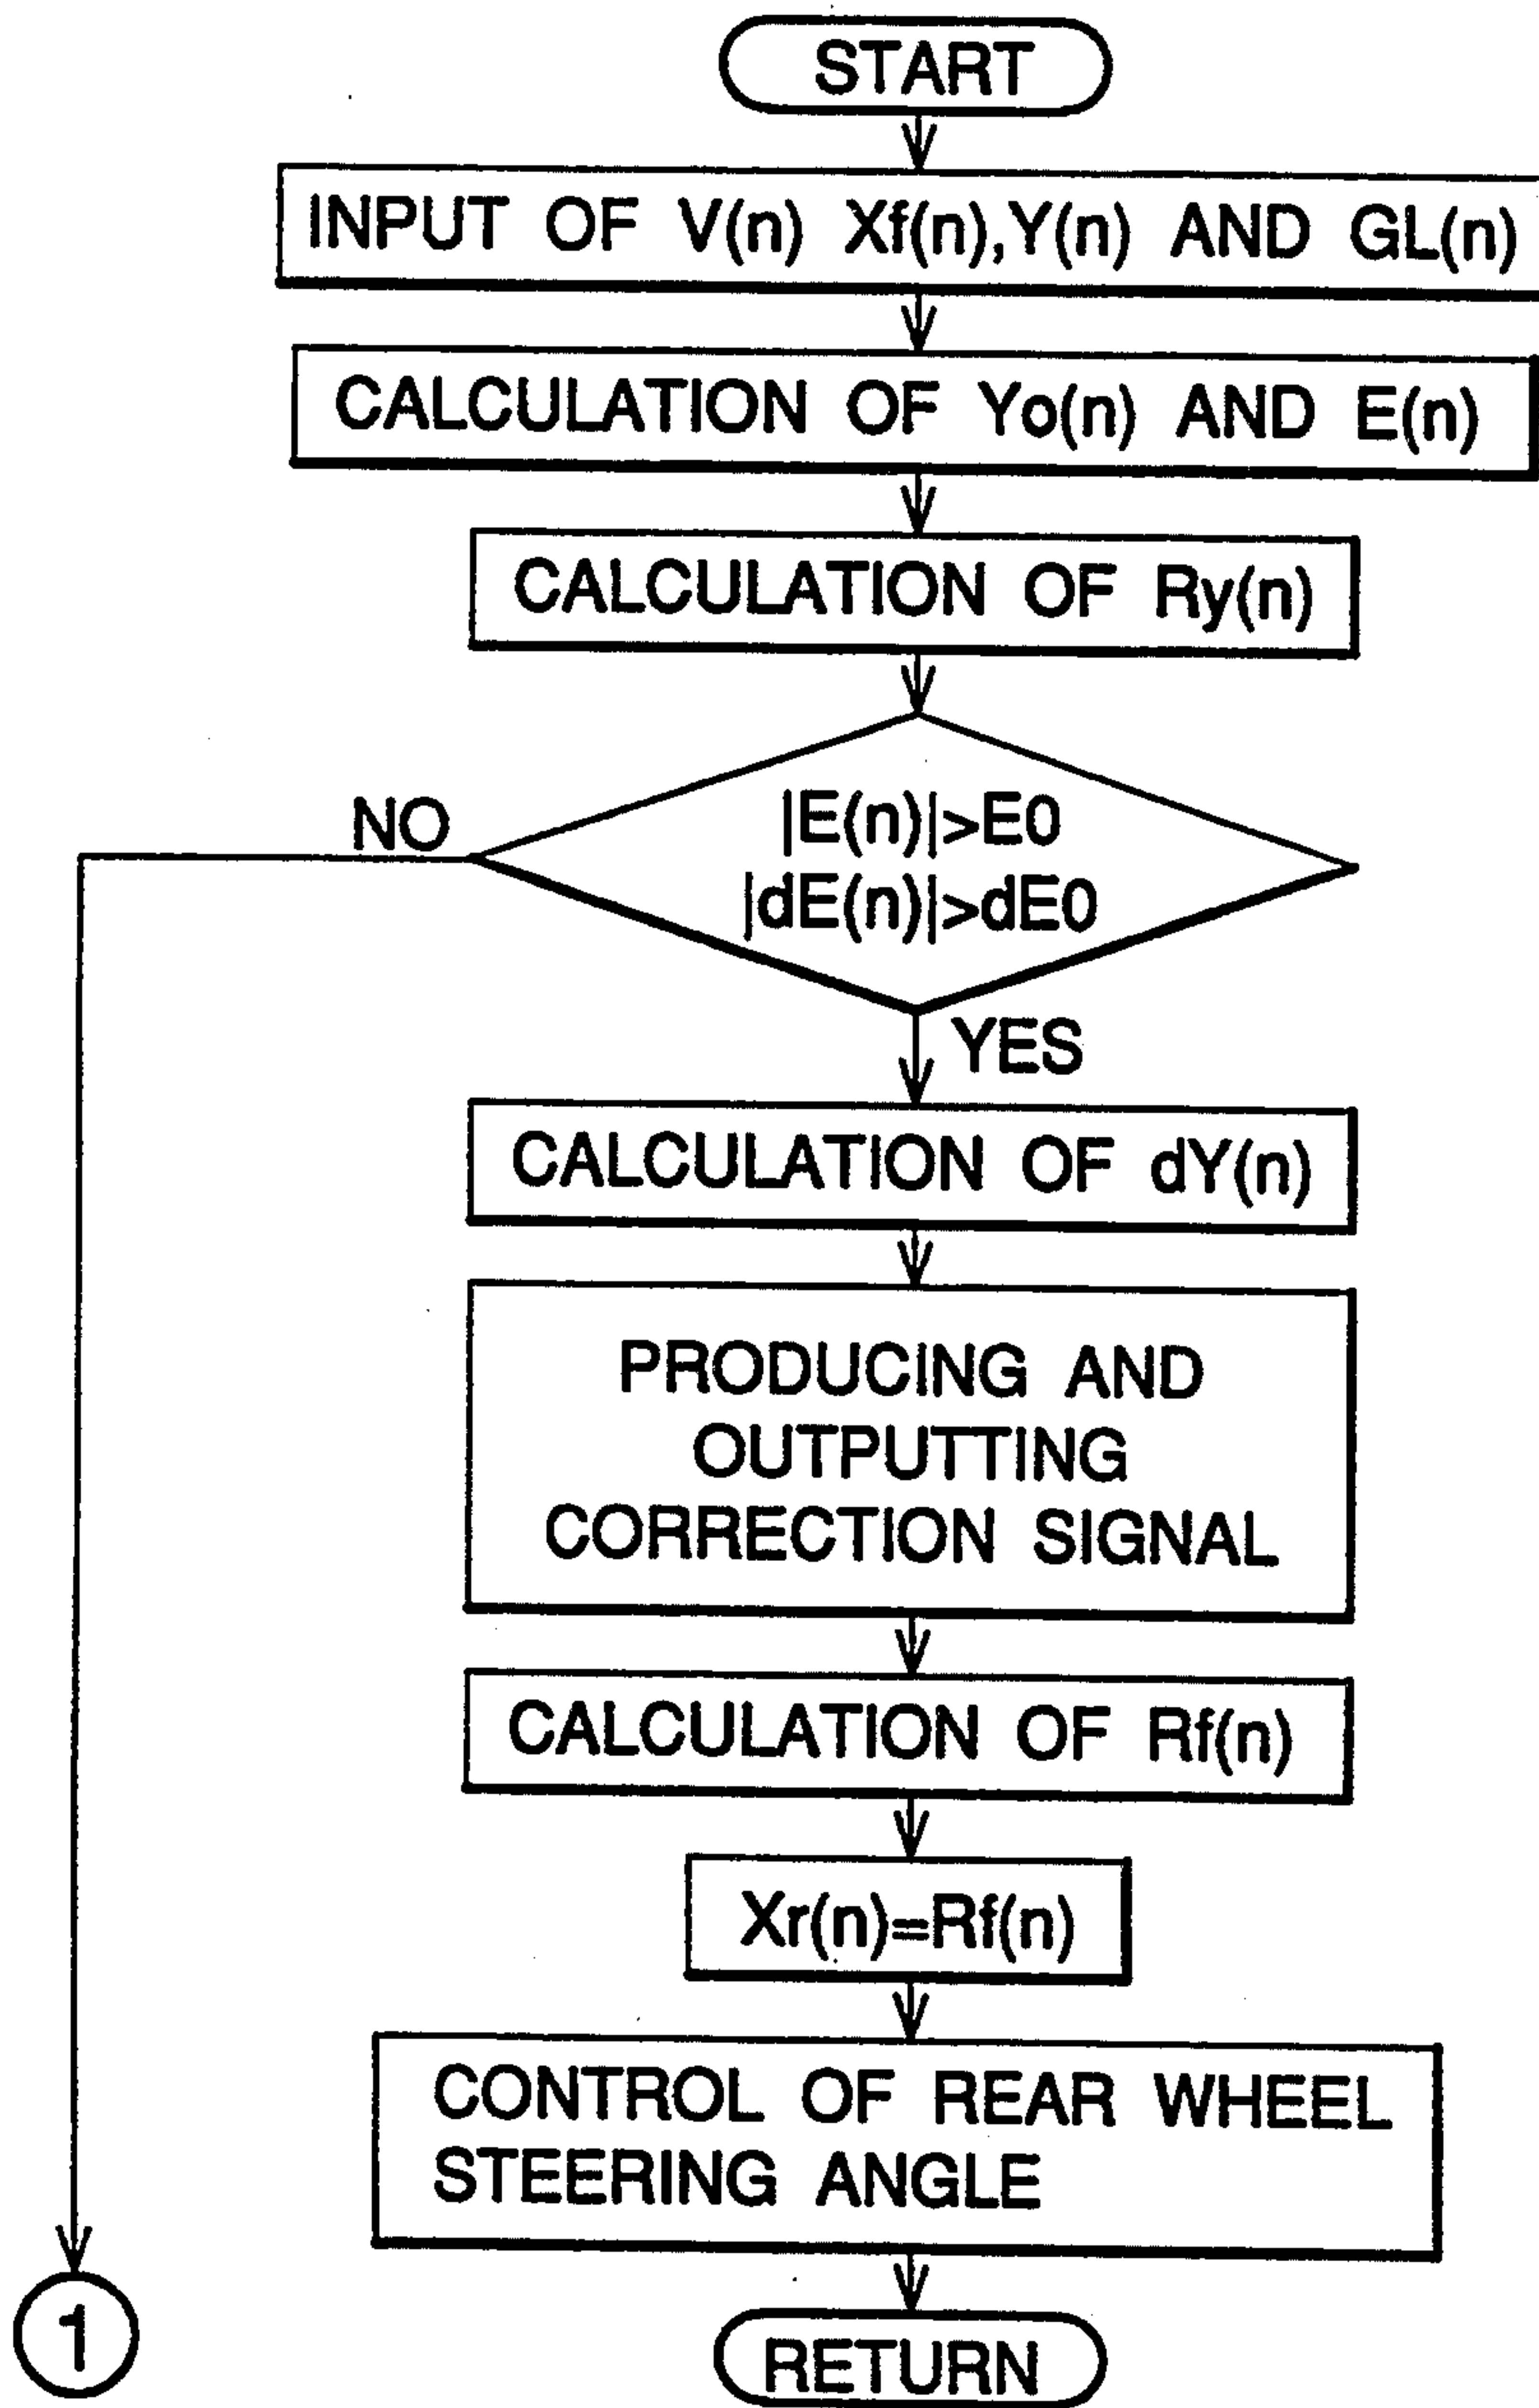 START
INPUT OF V(n) Xf(n),Y(n) AND GL(n)
CALCULATION OF Yo(n) AND E(n)
CALCULATION OF Ry(n)
|E(n)|>E0
|dE(n)|>dE0
NO
YES
CALCULATION OF dY(n)
PRODUCING AND
OUTPUTTING
CORRECTION SIGNAL
CALCULATION OF Rf(n)
Xr(n)=Rf(n)
CONTROL OF REAR WHEEL
STEERING ANGLE
1
RETURN